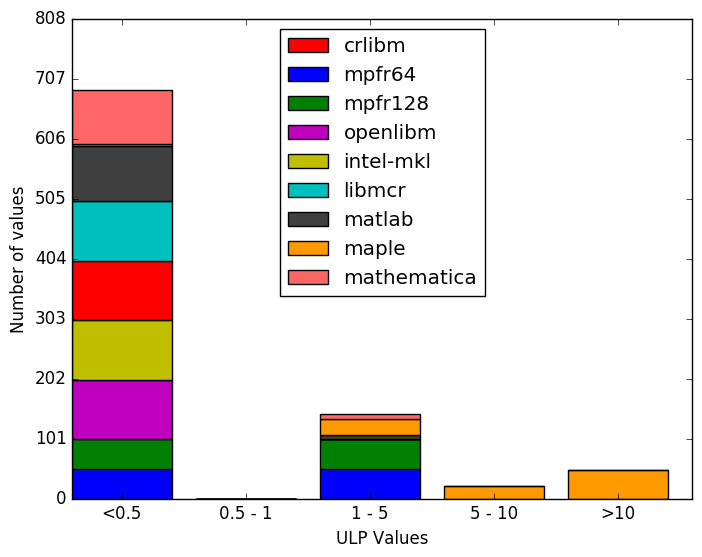 808
707
606
505
404
303
202
101
0
Number of values
crlibm
mpfr64
mpfr128
openlibm
intel-mkl
libmcr
matlab
maple
mathematica
<0.5
0.5 - 1
1 - 5
5 - 10
>10
ULP Values